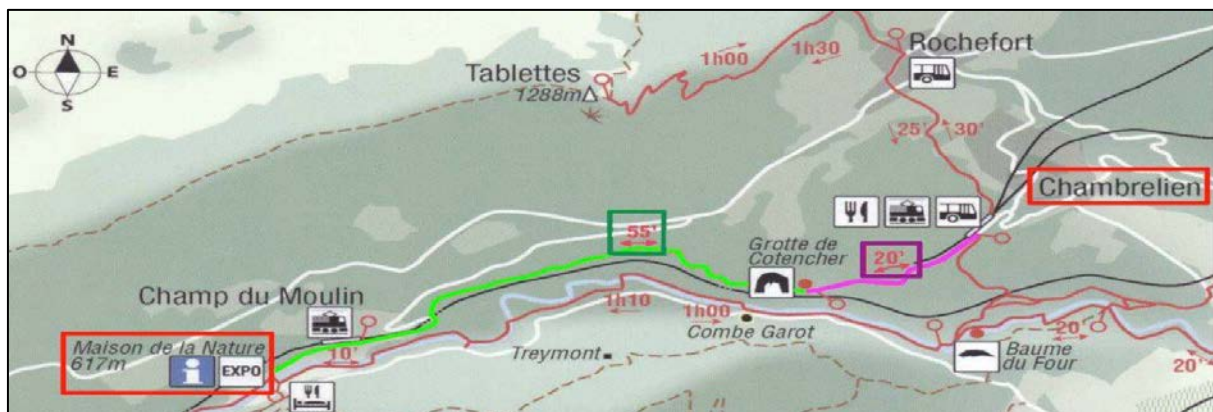 N
O E
S
Tablettes
1288m
1h00
1h30
Rochefort
25'
30'
Chambrelien
55'
Grotte de
Cotencher
20'
Champ du Moulin
Maison de la Nature
617m
EXPO
10'
1h10
1h00
Combe Garot
Treymont
Baume
du Four
20'
20'